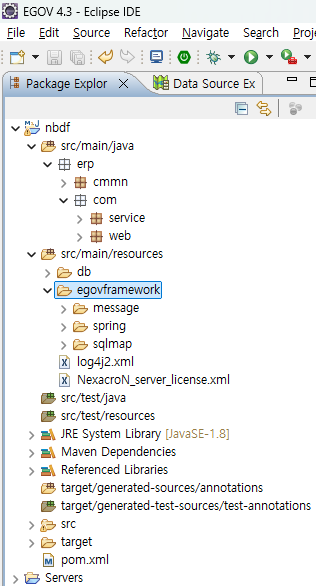 EGOV 4.3 - Eclipse IDE
File Edit Source Refactor Navigate Search Proj
Package Explor Data Source Ex
nbdf
src/main/java
erp
cmmn
com
service
web
src/main/resources
db
egovframework
message
spring
sqlmap
log4j2.xml
NexacroN_server_license.xml
src/test/java
src/test/resources
JRE System Library [JavaSE-1.8]
Maven Dependencies
Referenced Libraries
target/generated-sources/annotations
target/generated-test-sources/test-annotations
src
target
pom.xml
Servers